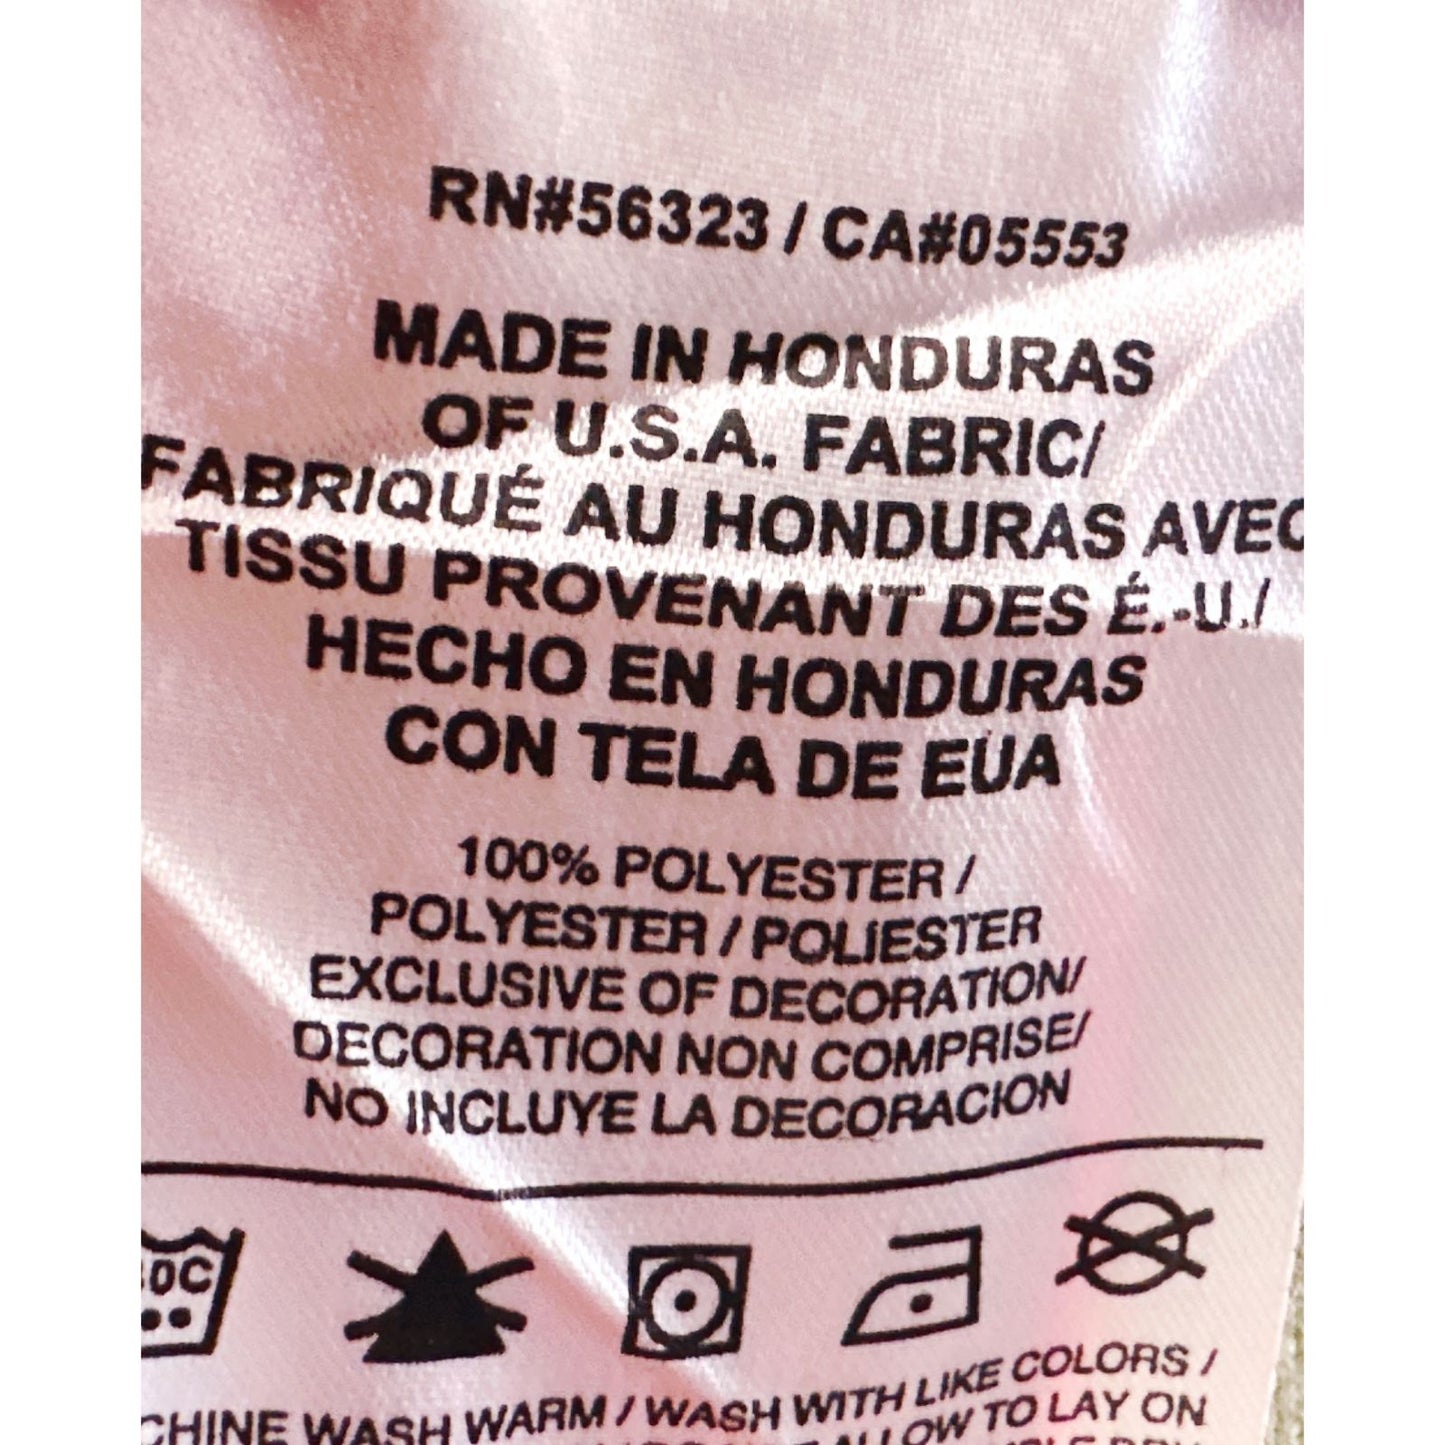 RN#56323 / CA#05553
MADE IN HONDURAS
OF U.S.A. FABRIC/
FABRIQUÉ AU HONDURAS AVEC
TISSU PROVENANT DES É.-U./
HECHO EN HONDURAS
CON TELA DE EUA
100% POLYESTER /
POLYESTER / POLIESTER
EXCLUSIVE OF DECORATION/
DECORATION NON COMPRISE/
NO INCLUYE LA DECORACION
0C
CHINE WASH WARM / WASH WITH LIKE COLORS /
ALLOW TO LAY ON